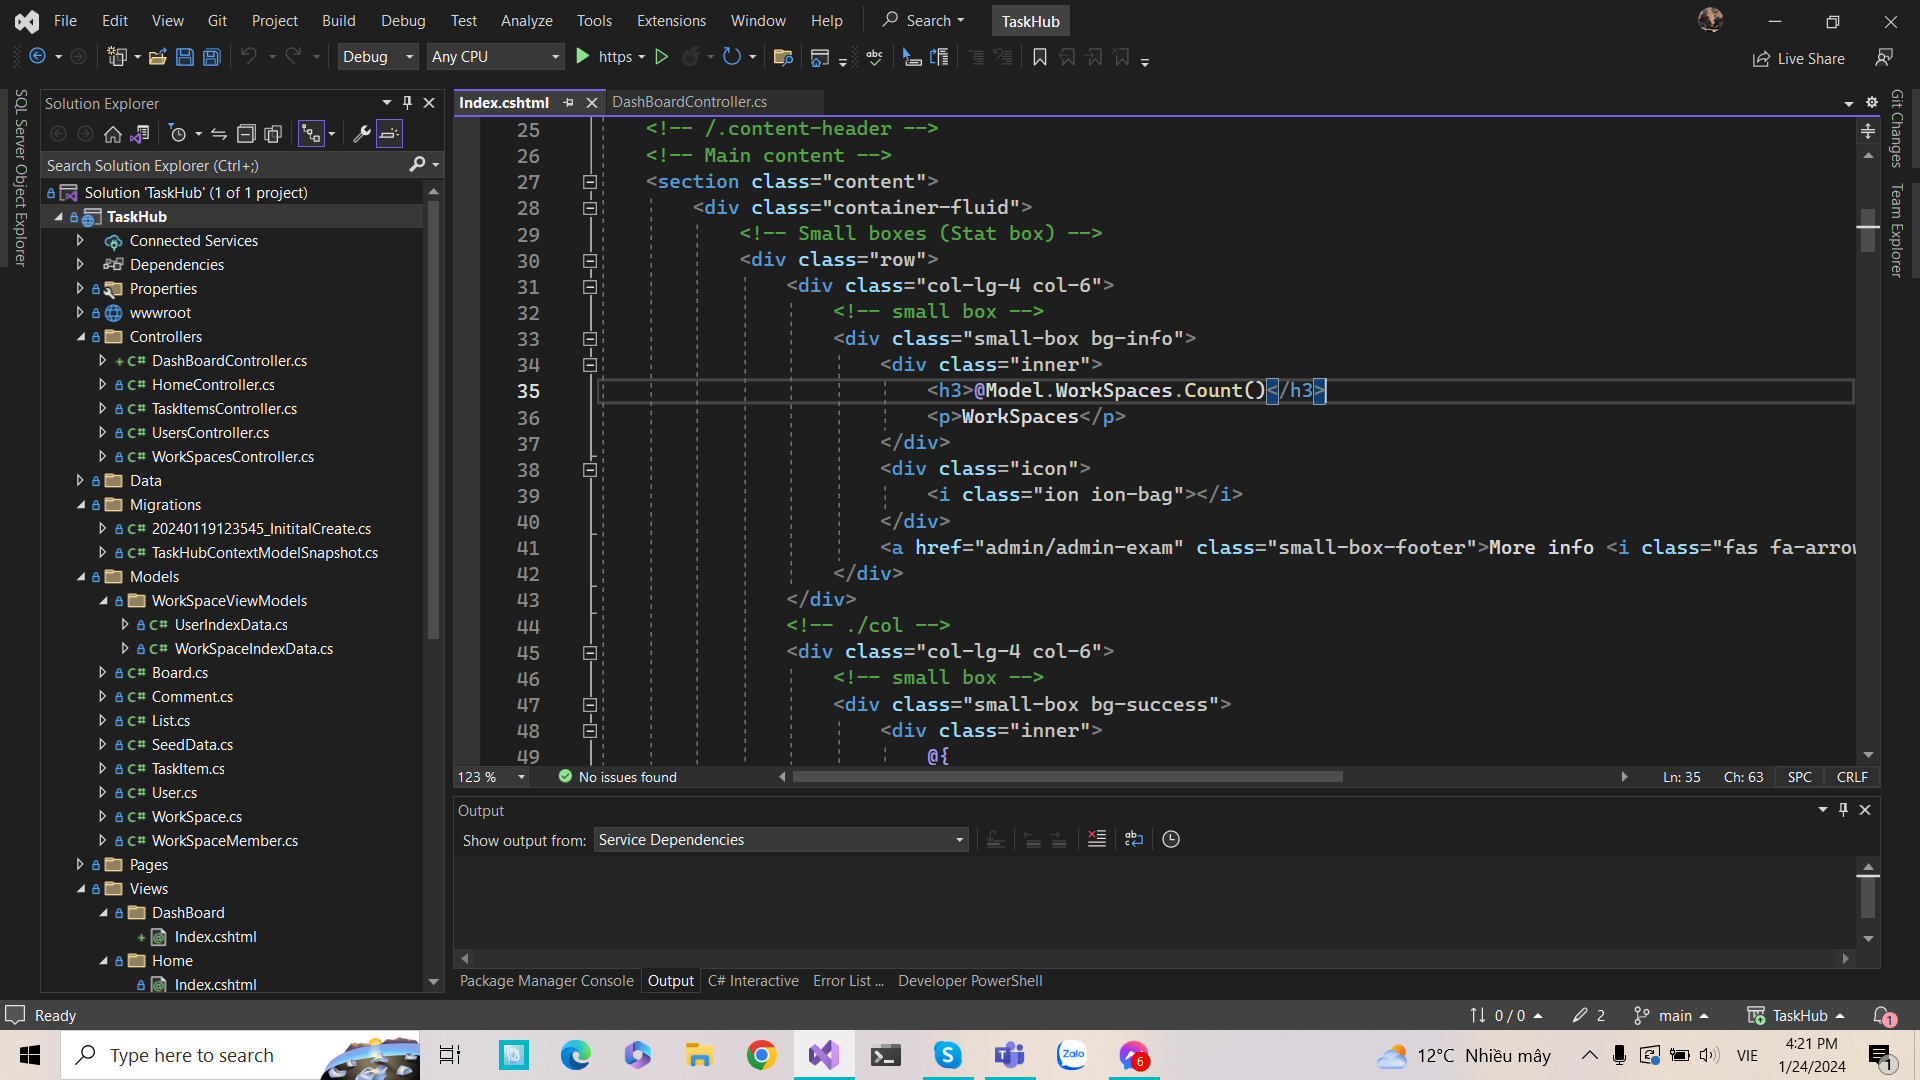 File Edit View Git Project Build Debug Test Analyze Tools Extensions Window Help Search TaskHub
Debug Any CPU https Live Share
SQL Server Object Explorer
Solution Explorer
Search Solution Explorer (Ctrl+;)
Solution 'TaskHub' (1 of 1 project)
TaskHub
Connected Services
Dependencies
Properties
wwwroot
Controllers
C# DashBoardController.cs
C# HomeController.cs
C# TaskItemsController.cs
C# UsersController.cs
C# WorkSpacesController.cs
Data
Migrations
C# 20240119123545_InititalCreate.cs
C# TaskHubContextModelSnapshot.cs
Models
WorkSpaceViewModels
C# UserIndexData.cs
C# WorkSpaceIndexData.cs
C# Board.cs
C# Comment.cs
C# List.cs
C# SeedData.cs
C# TaskItem.cs
C# User.cs
C# WorkSpace.cs
C# WorkSpaceMember.cs
Pages
Views
DashBoard
Index.cshtml
Home
Index.cshtml
Index.cshtml DashBoardController.cs
25 <!-- /.content-header -->
26 <!-- Main content -->
27 <section class="content">
28 <div class="container-fluid">
29 <!-- Small boxes (Stat box) -->
30 <div class="row">
31 <div class="col-lg-4 col-6">
32 <!-- small box -->
33 <div class="small-box bg-info">
34 <div class="inner">
35 <h3>@Model.WorkSpaces.Count()</h3>
36 <p>WorkSpaces</p>
37 </div>
38 <div class="icon">
39 <i class="ion ion-bag"></i>
40 </div>
41 <a href="admin/admin-exam" class="small-box-footer">More info <i class="fas fa-arrow
42 </div>
43 </div>
44 <!-- ./col -->
45 <div class="col-lg-4 col-6">
46 <!-- small box -->
47 <div class="small-box bg-success">
48 <div class="inner">
49 @{
123 % No issues found Ln: 35 Ch: 63 SPC CRLF
Git Changes
Team Explorer
Output
Show output from: Service Dependencies
Package Manager Console Output C# Interactive Error List ... Developer PowerShell
Ready 0 / 0 2 main TaskHub 1
Type here to search Zalo 6 12°C Nhiều mây VIE 4:21 PM
1/24/2024 1